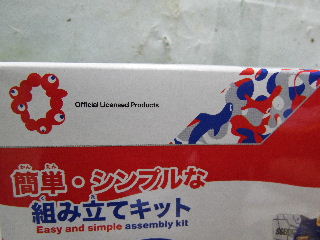 Official Licensed Products
簡単・シンプルな
組み立てキット
Easy and simple assembly kit